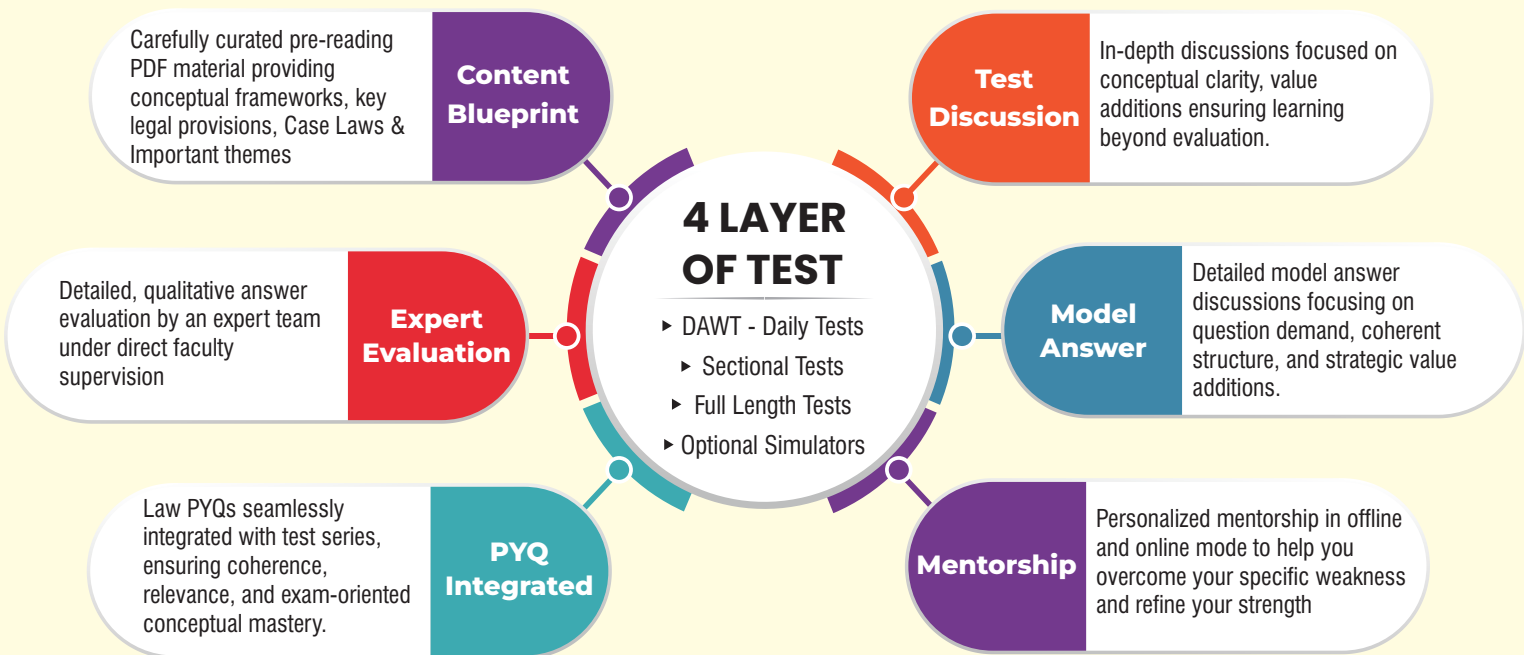 Carefully curated pre-reading
PDF material providing
conceptual frameworks, key
legal provisions, Case Laws &
Important themes
Content
Blueprint
Test
Discussion
In-depth discussions focused on
conceptual clarity, value
additions ensuring learning
beyond evaluation.
Detailed, qualitative answer
evaluation by an expert team
under direct faculty
supervision
Expert
Evaluation
4 LAYER
OF TEST
▸ DAWT - Daily Tests
▸ Sectional Tests
▸ Full Length Tests
▸ Optional Simulators
Model
Answer
Detailed model answer
discussions focusing on
question demand, coherent
structure, and strategic value
additions.
Law PYQs seamlessly
integrated with test series,
ensuring coherence,
relevance, and exam-oriented
conceptual mastery.
PYQ
Integrated
Mentorship
Personalized mentorship in offline
and online mode to help you
overcome your specific weakness
and refine your strength